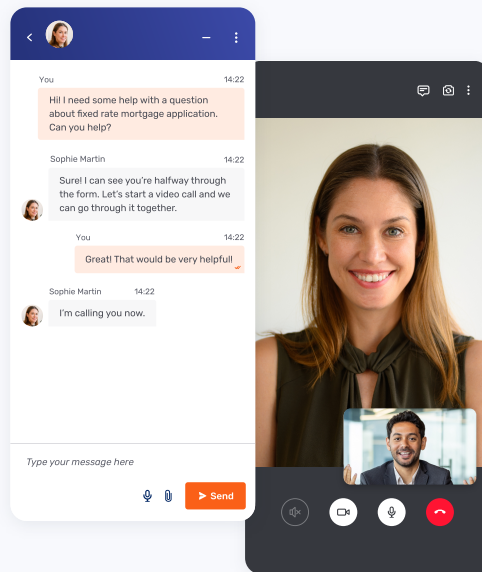 You 14:22
Hi! I need some help with a question
about fixed rate mortgage application.
Can you help?
Sophie Martin 14:22
Sure! I can see you're halfway through
the form. Let's start a video call and we
can go through it together.
You 14:22
Great! That would be very helpful!
Sophie Martin 14:22
I'm calling you now.
Type your message here
Send